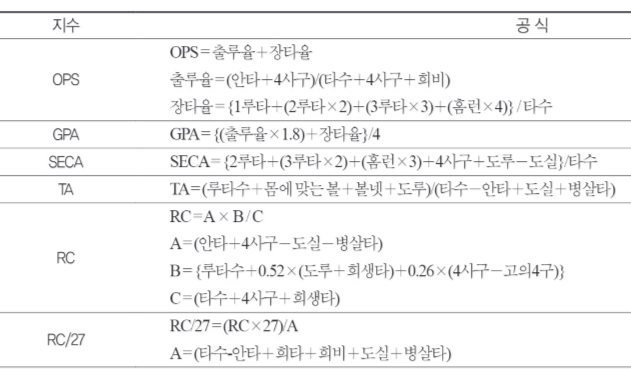 지수 공 식
OPS=출루율+장타율
OPS 출루율=(안타+4사구)/(타수+4사구+희비)
장타율={1루타+(2루타×2)+(3루타×3)+(홈런×4)}/타수
GPA GPA={(출루율×1.8)+장타율}/4
SECA SECA={2루타+(3루타×2)+(홈런×3)+4사구+도루-도실}/타수
TA TA=(루타수+몸에 맞는 볼+볼넷+도루)/(타수-안타+도실+병살타)
RC=A×B/C
A=(안타+4사구-도실-병살타)
RC
B={루타수+0.52×(도루+희생타)+0.26×(4사구-고의4구)}
C=(타수+4사구+희생타)
RC/27=(RC×27)/A
RC/27
A=(타수-안타+희타+희비+도실+병살타)